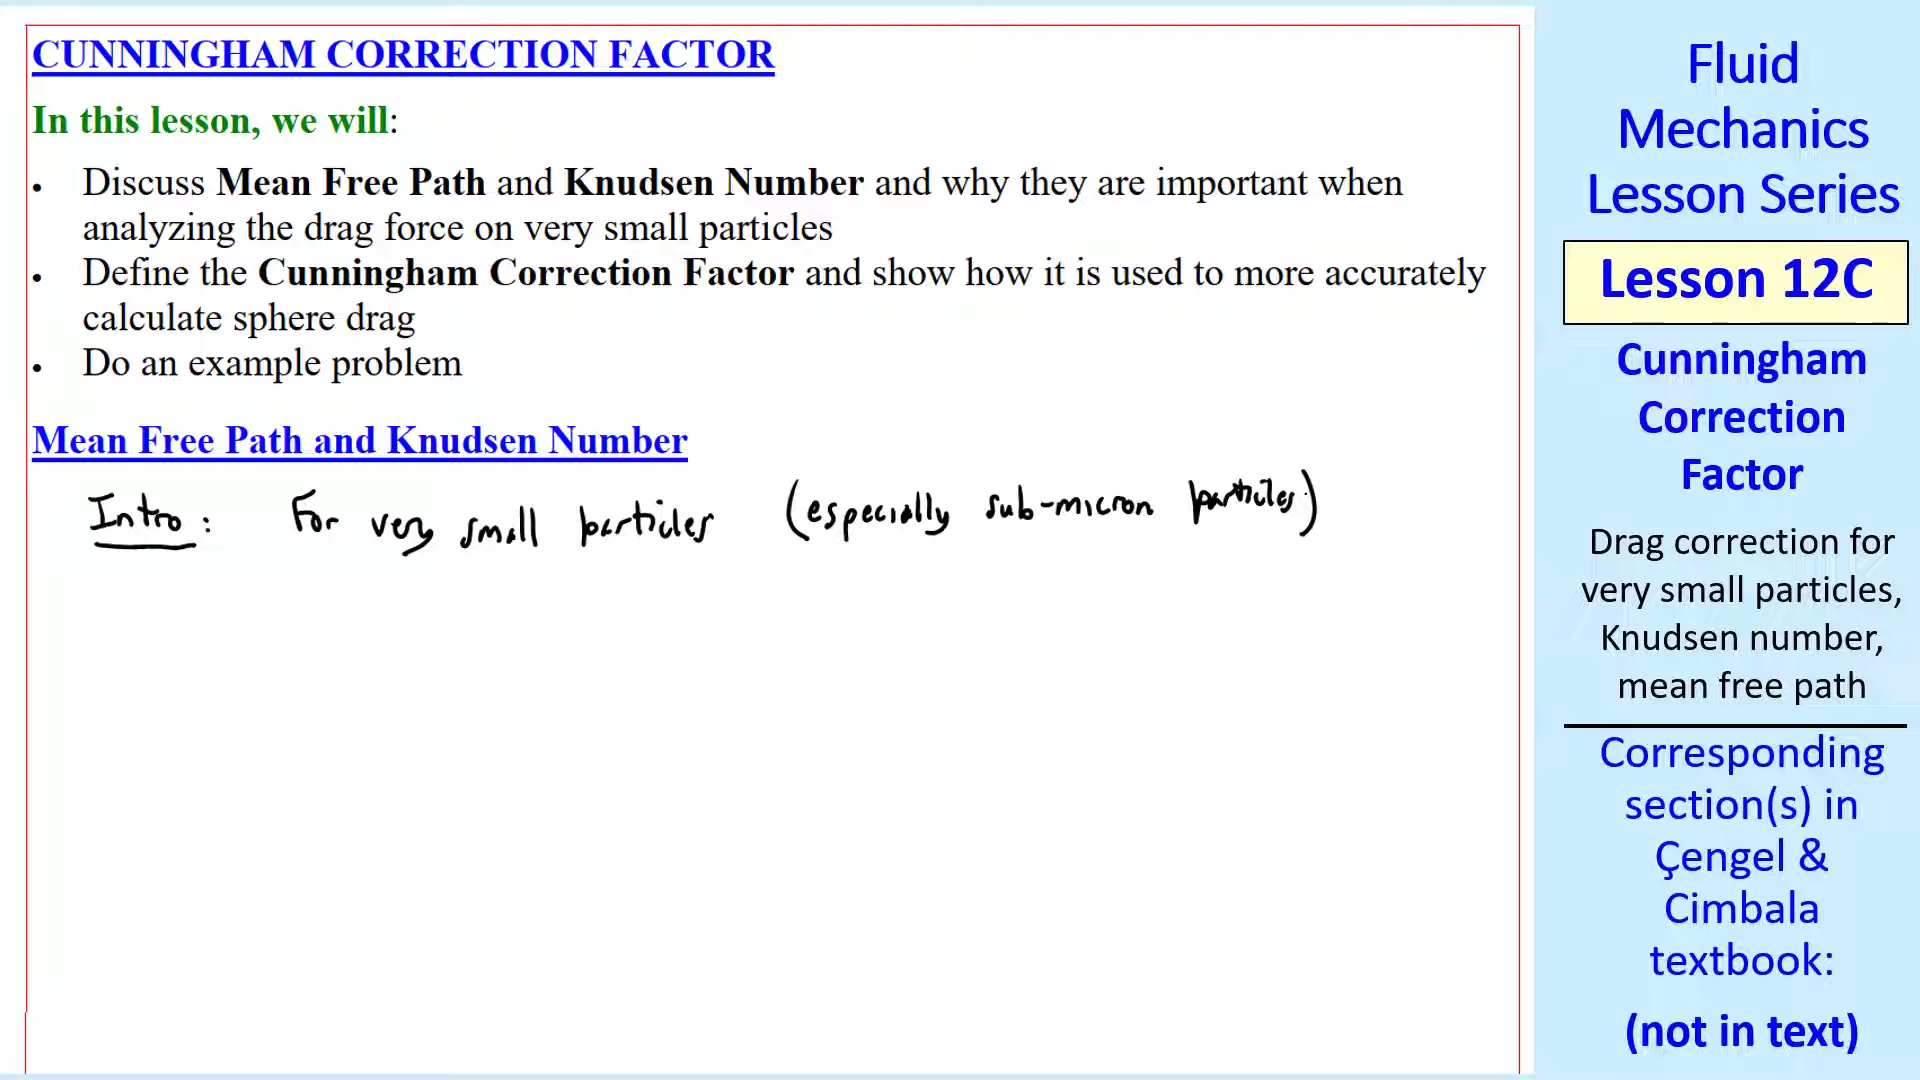 CUNNINGHAM CORRECTION FACTOR
In this lesson, we will:
• Discuss Mean Free Path and Knudsen Number and why they are important when
analyzing the drag force on very small particles
• Define the Cunningham Correction Factor and show how it is used to more accurately
calculate sphere drag
• Do an example problem
Mean Free Path and Knudsen Number
Intro: For very small particles (especially sub-micron particles)
Fluid
Mechanics
Lesson Series
Lesson 12C
Cunningham
Correction
Factor
Drag correction for
very small particles,
Knudsen number,
mean free path
Corresponding
section(s) in
Çengel &
Cimbala
textbook:
(not in text)